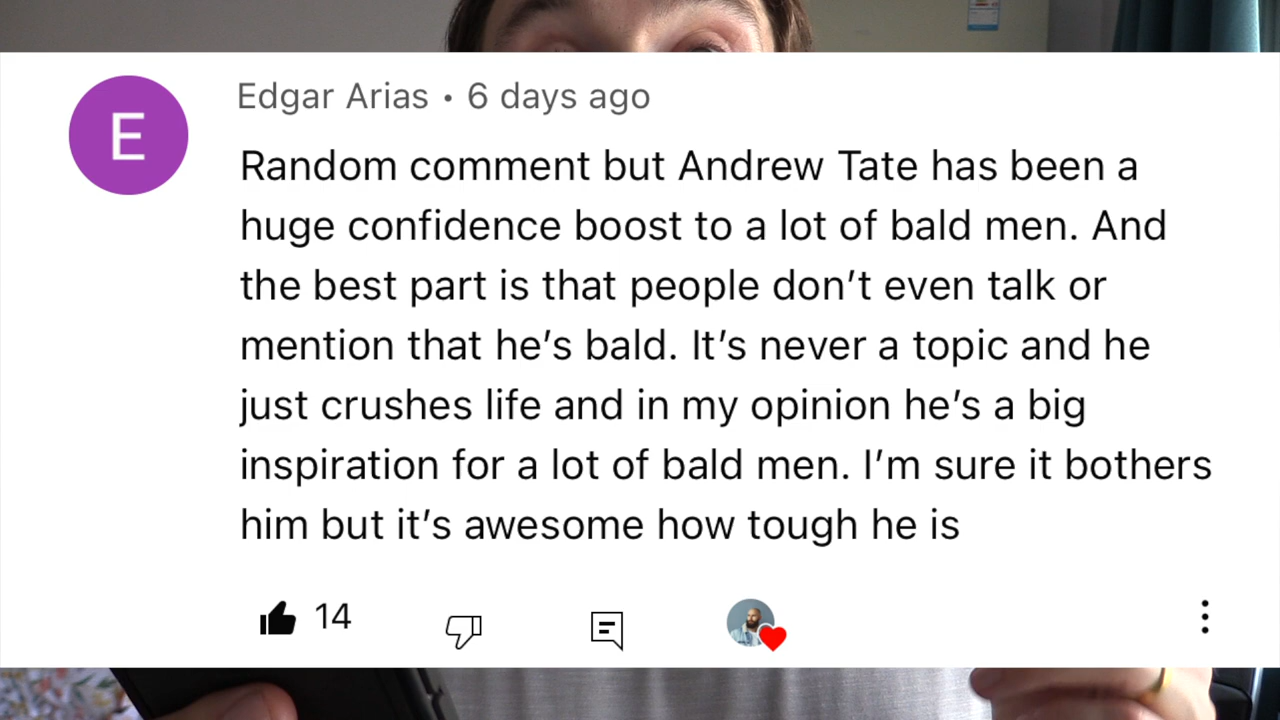 E
Edgar Arias • 6 days ago
Random comment but Andrew Tate has been a
huge confidence boost to a lot of bald men. And
the best part is that people don’t even talk or
mention that he’s bald. It’s never a topic and he
just crushes life and in my opinion he’s a big
inspiration for a lot of bald men. I’m sure it bothers
him but it’s awesome how tough he is
14